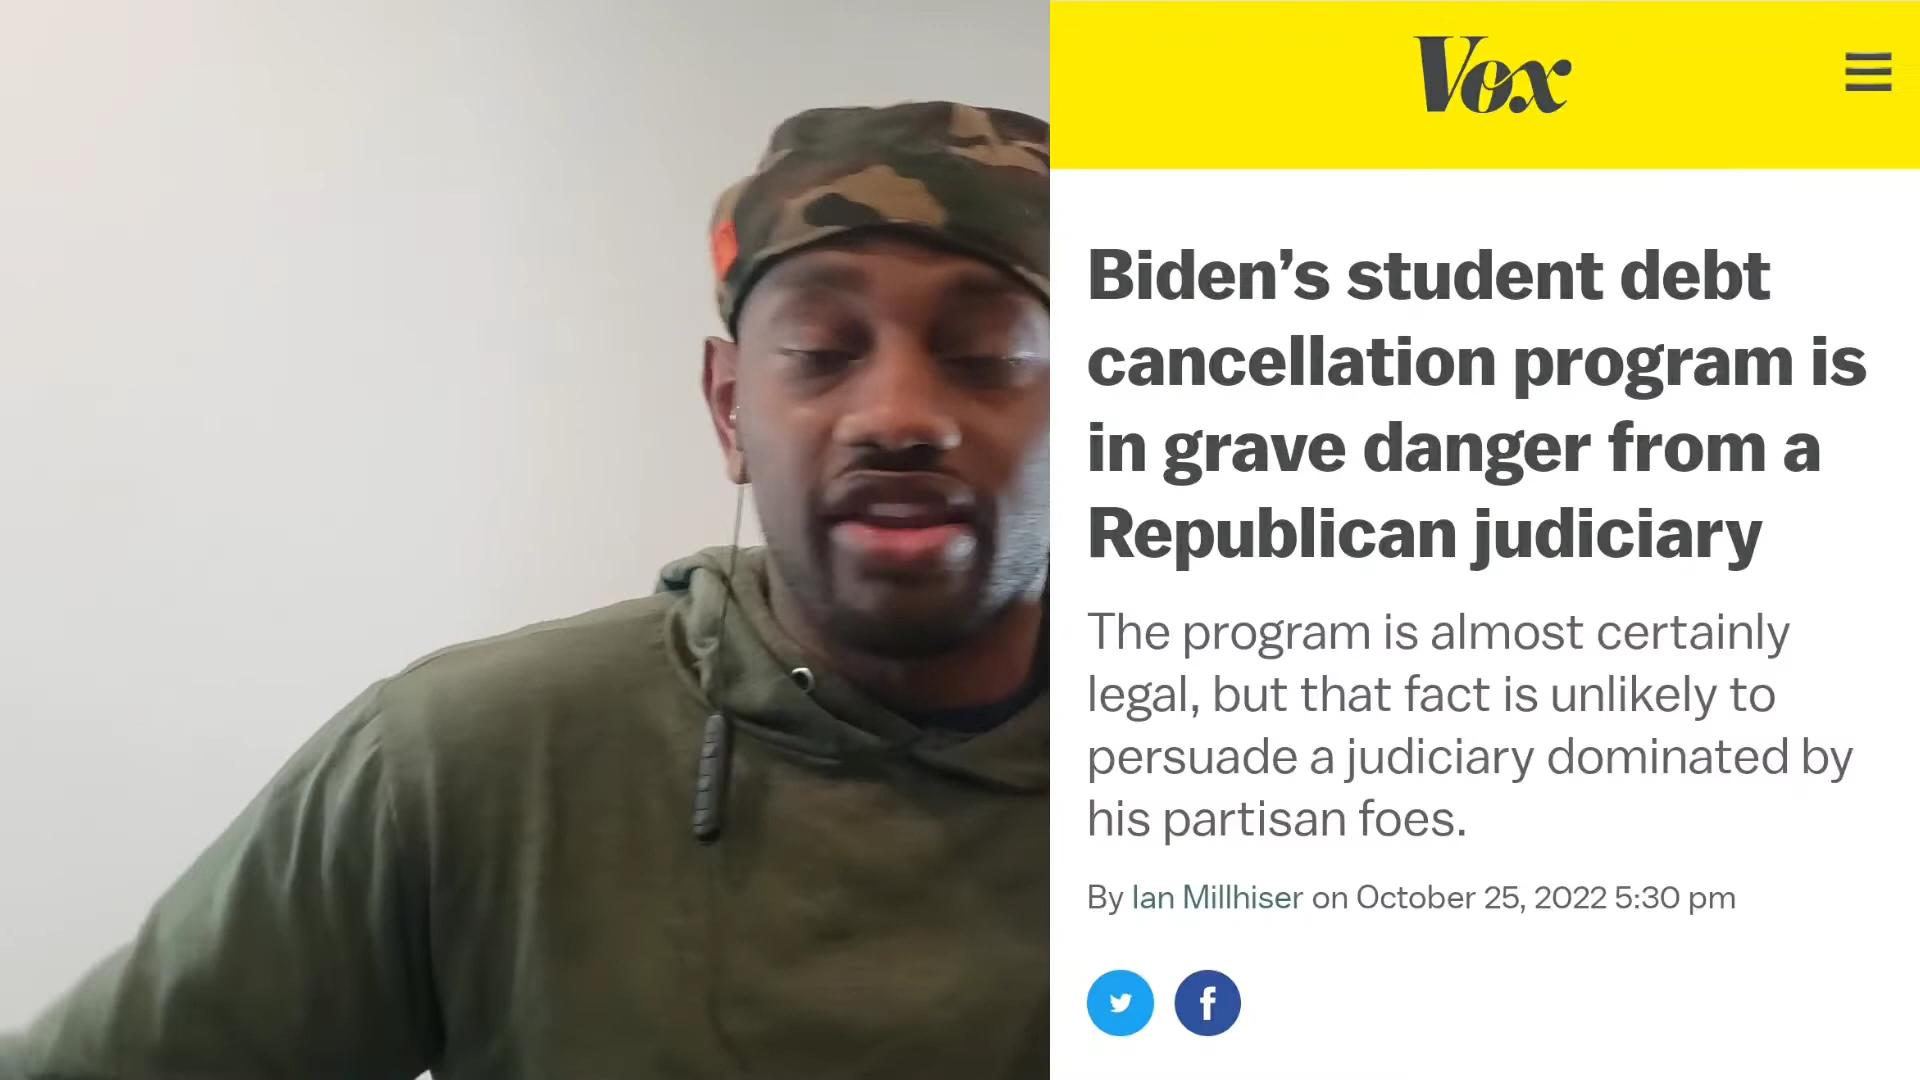 Vox
Biden’s student debt
cancellation program is
in grave danger from a
Republican judiciary
The program is almost certainly
legal, but that fact is unlikely to
persuade a judiciary dominated by
his partisan foes.
By Ian Millhiser on October 25, 2022 5:30 pm